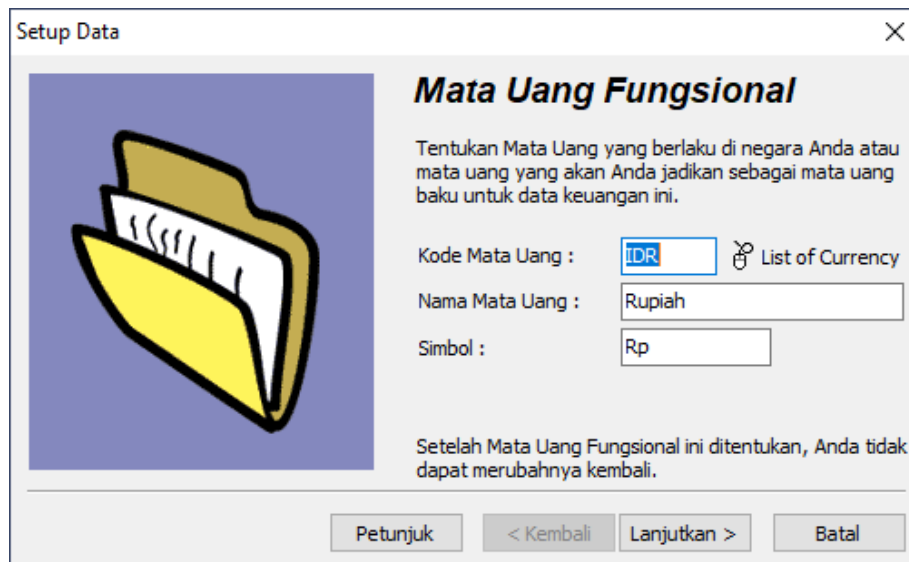 Setup Data
Mata Uang Fungsional
Tentukan Mata Uang yang berlaku di negara Anda atau
mata uang yang akan Anda jadikan sebagai mata uang
baku untuk data keuangan ini.
Kode Mata Uang : IDR List of Currency
Nama Mata Uang : Rupiah
Simbol : Rp
Setelah Mata Uang Fungsional ini ditentukan, Anda tidak
dapat merubahnya kembali.
Petunjuk < Kembali Lanjutkan > Batal